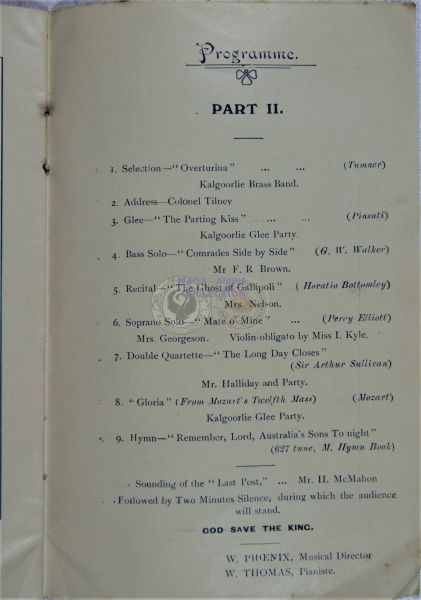 Programme.
PART II.
1. Selection—"Overturina" ... ... (Tumner)
Kalgoorlie Brass Band.
2. Address—Colonel Tilney
3. Glee—"The Parting Kiss" ... ... (Pinsuti)
Kalgoorlie Glee Party.
4. Bass Solo—"Comrades Side by Side" (G. W. Walker)
Mr F. R Brown.
5. Recital—"The Ghost of Gallipoli" (Horatio Bottomley)
Mrs. Nelson.
6. Soprano Solo—"Mate o' Mine" ... (Percy Elliott)
Mrs. Georgeson. Violin obligato by Miss I. Kyle.
7. Double Quartette—"The Long Day Closes"
(Sir Arthur Sullican)
Mr. Halliday and Party.
8. "Gloria" (From Mozart's Twelfth Mass) (Mozart)
Kalgoorlie Glee Party.
9. Hymn—"Remember, Lord, Australia's Sons To night"
(627 tune, M. Hymn Book)
Sounding of the "Last Post," ... Mr. H. McMahon
Followed by Two Minutes Silence, during which the audience
will stand.
GOD SAVE THE KING.
W. PHŒNIX, Musical Director
W. THOMAS, Pianiste.